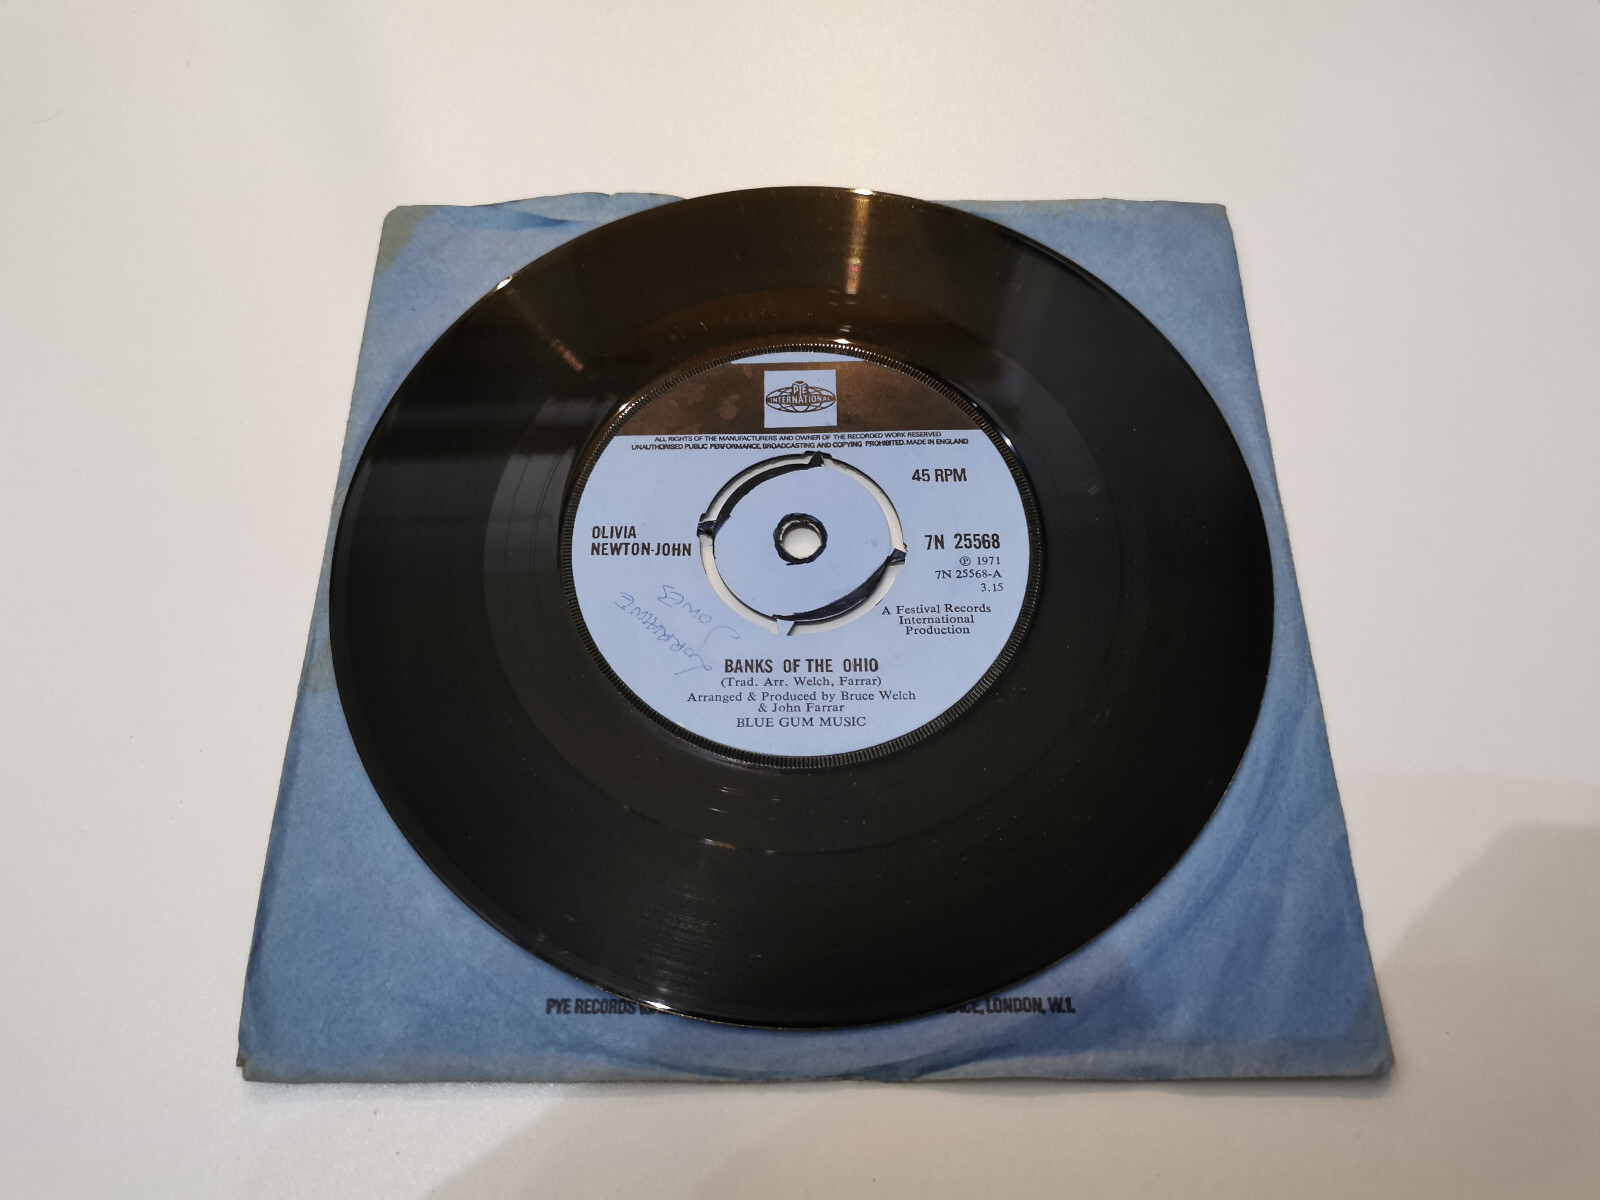 PYE
INTERNATIONAL
ALL RIGHTS OF THE MANUFACTURERS AND OWNER OF THE RECORDED WORK RESERVED
UNAUTHORISED PUBLIC PERFORMANCE, BROADCASTING AND COPYING PROHIBITED. MADE IN ENGLAND
45 RPM
OLIVIA
NEWTON-JOHN
7N 25568
℗ 1971
7N 25568-A
3.15
A Festival Records
International
Production
LORRAINE
JONES
BANKS OF THE OHIO
(Trad. Arr. Welch, Farrar)
Arranged & Produced by Bruce Welch
& John Farrar
BLUE GUM MUSIC
PYE RECORDS LONDON, W.1.